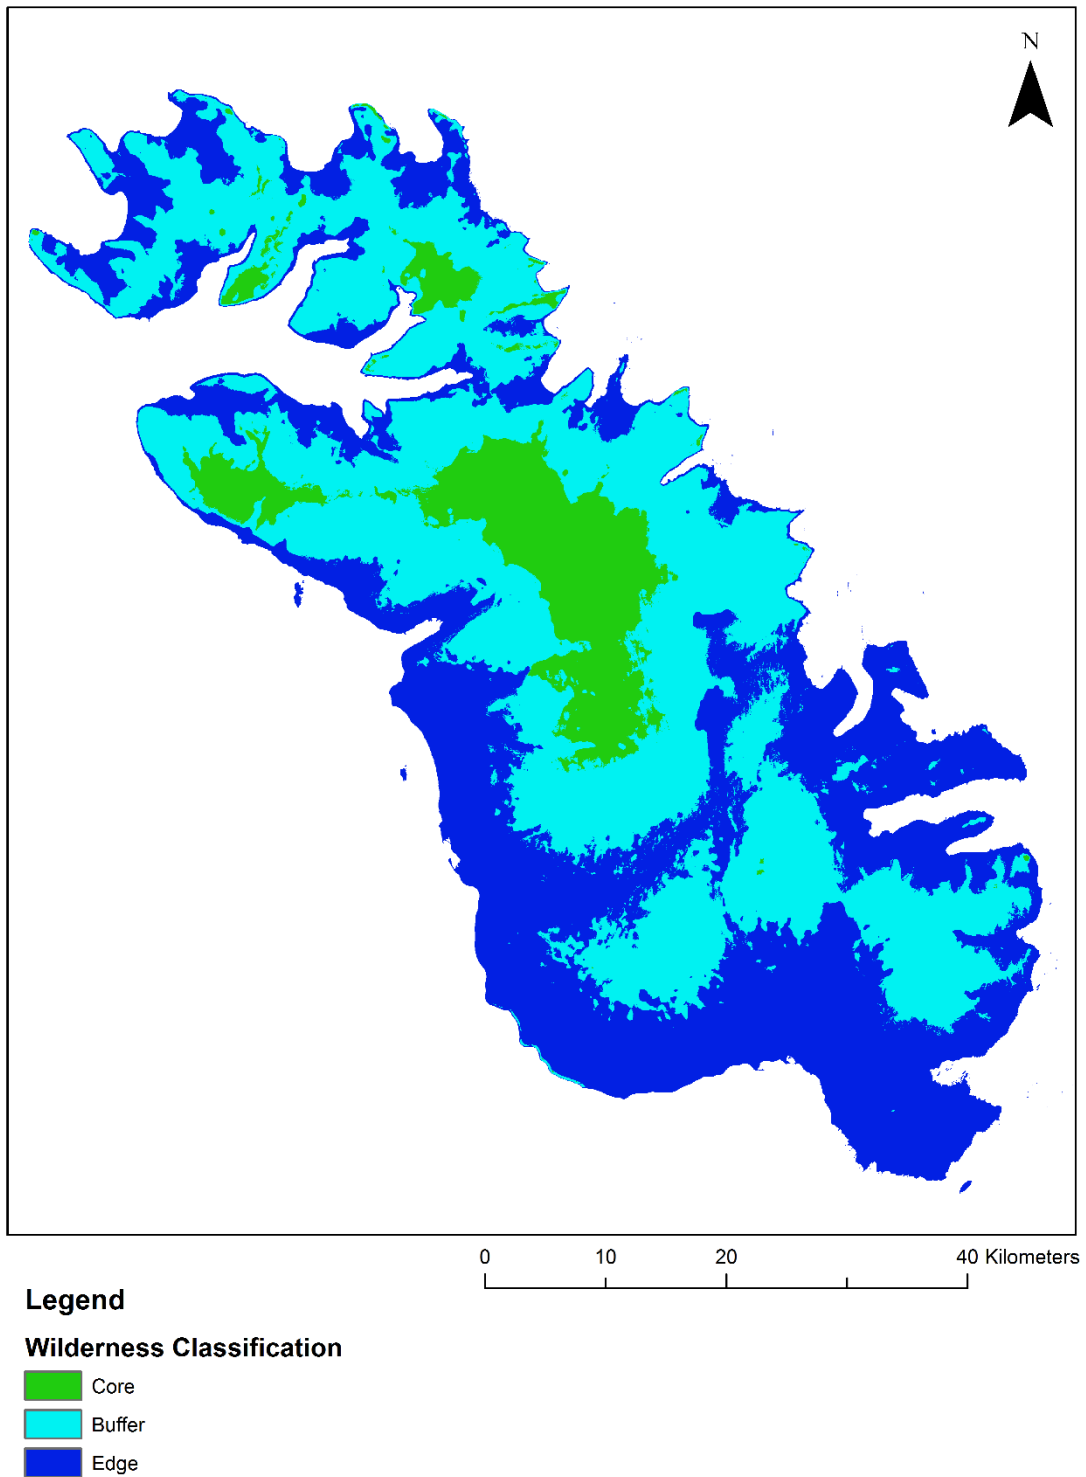 N
0 10 20 40 Kilometers
Legend
Wilderness Classification
Core
Buffer
Edge